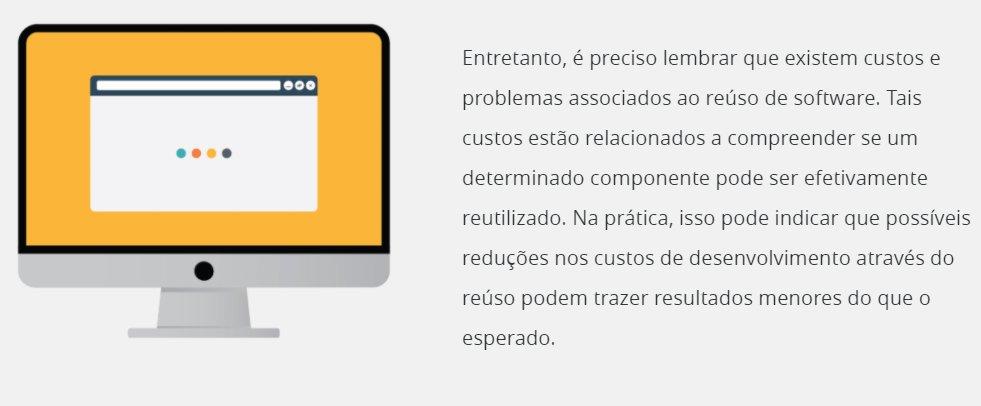 Entretanto, é preciso lembrar que existem custos e
problemas associados ao reúso de software. Tais
custos estão relacionados a compreender se um
determinado componente pode ser efetivamente
reutilizado. Na prática, isso pode indicar que possíveis
reduções nos custos de desenvolvimento através do
reúso podem trazer resultados menores do que o
esperado.